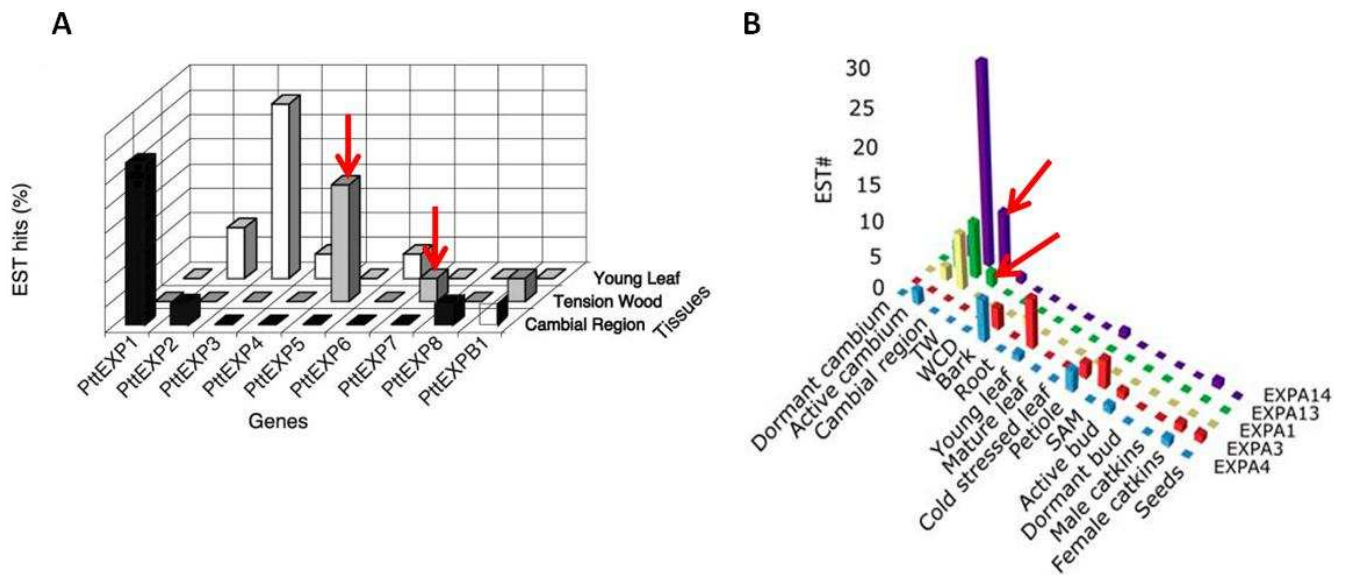 A
EST hits (%)
PttEXP1
PttEXP2
PttEXP3
PttEXP4
PttEXP5
PttEXP6
PttEXP7
PttEXP8
PttEXPB1
Genes
Young Leaf
Tension Wood
Cambial Region
Tissues
B
EST#
30
25
20
15
10
5
0
Dormant cambium
Active cambium
Cambial region
TW
WCD
Bark
Root
Young leaf
Mature leaf
Cold stressed leaf
Petiole
SAM
Active bud
Dormant bud
Male catkins
Female catkins
Seeds
EXPA14
EXPA13
EXPA1
EXPA3
EXPA4